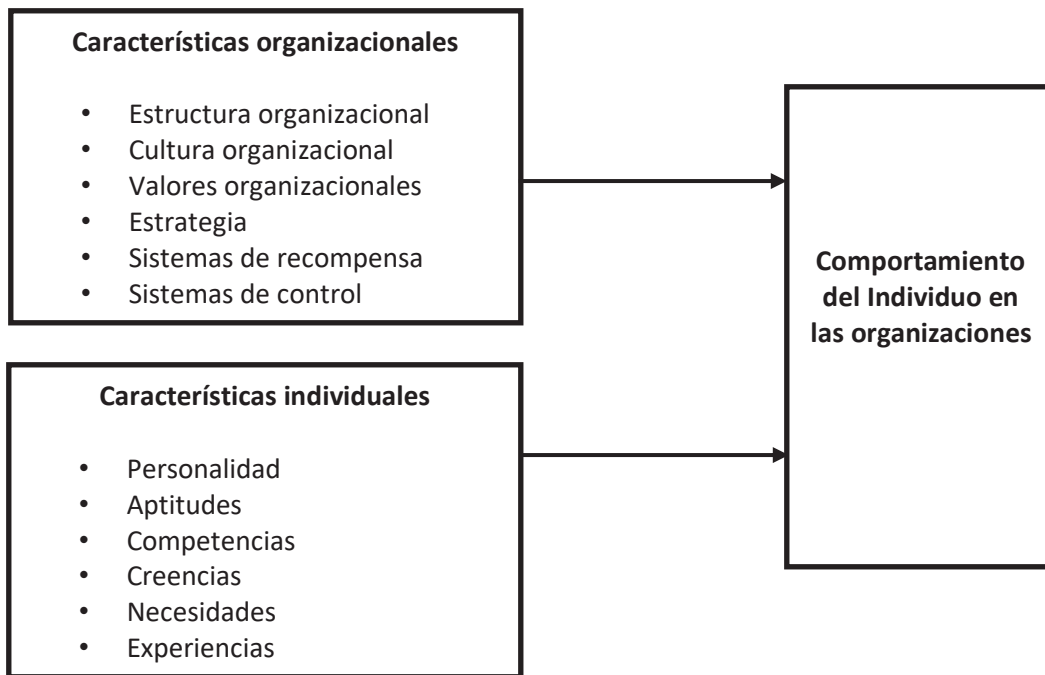 Características organizacionales
• Estructura organizacional
• Cultura organizacional
• Valores organizacionales
• Estrategia
• Sistemas de recompensa
• Sistemas de control
Características individuales
• Personalidad
• Aptitudes
• Competencias
• Creencias
• Necesidades
• Experiencias
Comportamiento
del Individuo en
las organizaciones